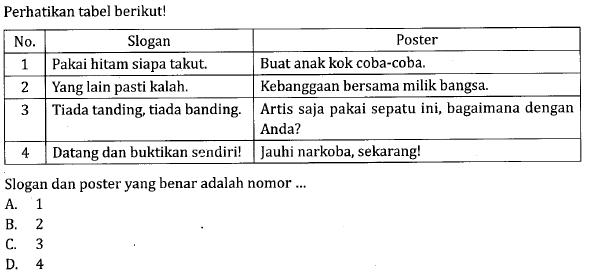 Perhatikan tabel berikut!
No. Slogan Poster
1 Pakai hitam siapa takut. Buat anak kok coba-coba.
2 Yang lain pasti kalah. Kebanggaan bersama milik bangsa.
3 Tiada tanding, tiada banding. Artis saja pakai sepatu ini, bagaimana dengan
Anda?
4 Datang dan buktikan sendiri! Jauhi narkoba, sekarang!
Slogan dan poster yang benar adalah nomor ...
A. 1
B. 2
C. 3
D. 4